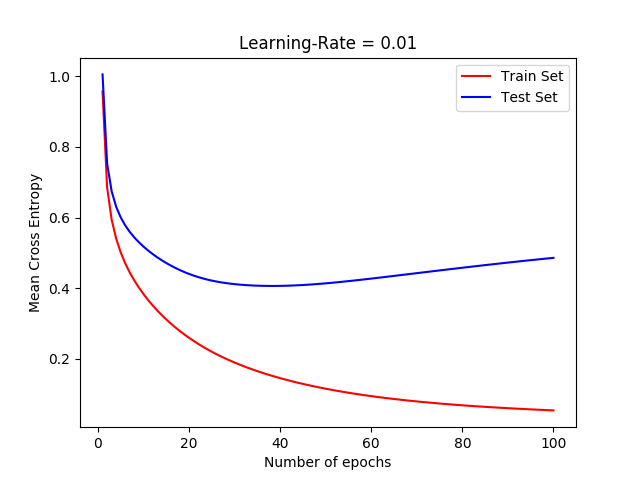 Learning-Rate = 0.01
Train Set
Test Set
1.0
0.8
0.6
0.4
0.2
Mean Cross Entropy
0 20 40 60 80 100
Number of epochs